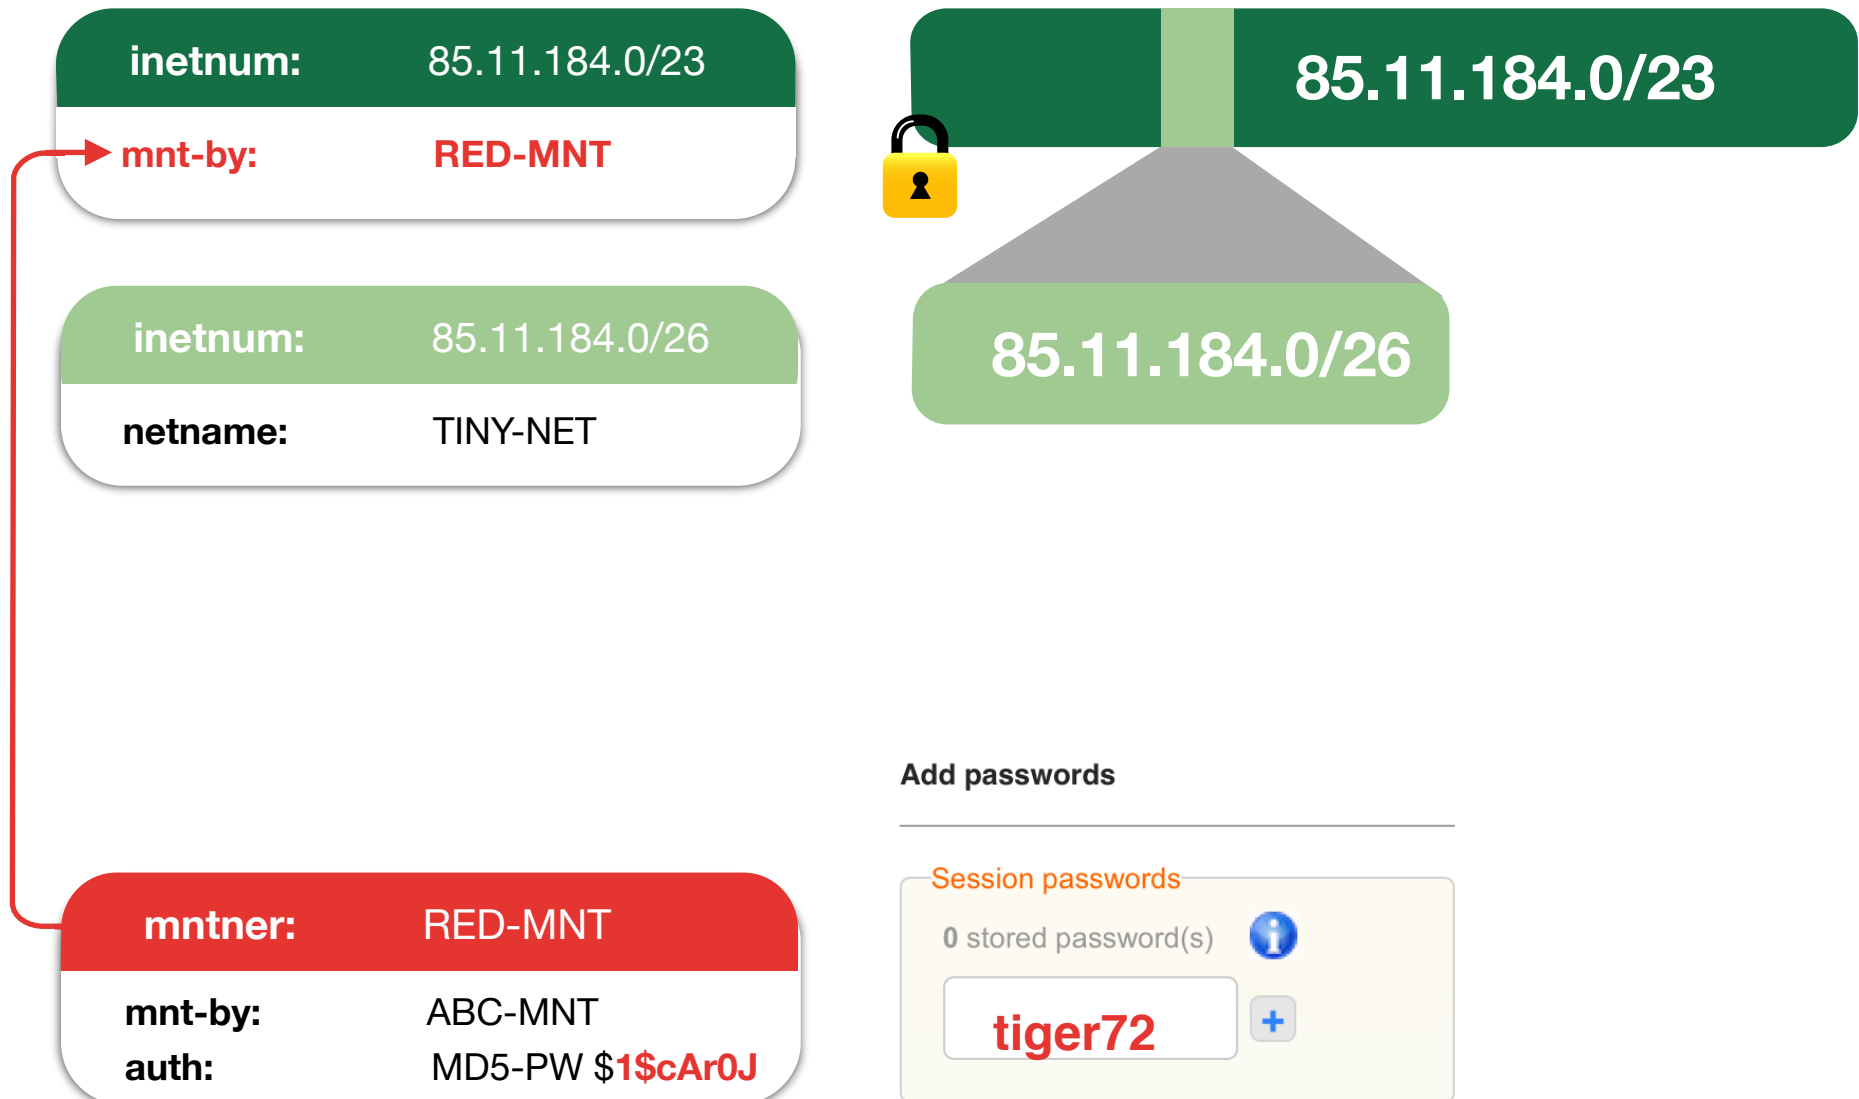 inetnum: 85.11.184.0/23
mnt-by: RED-MNT
85.11.184.0/23
inetnum: 85.11.184.0/26
netname: TINY-NET
85.11.184.0/26
mntner: RED-MNT
mnt-by: ABC-MNT
auth: MD5-PW $1$cAr0J
Add passwords
Session passwords
0 stored password(s)
tiger72